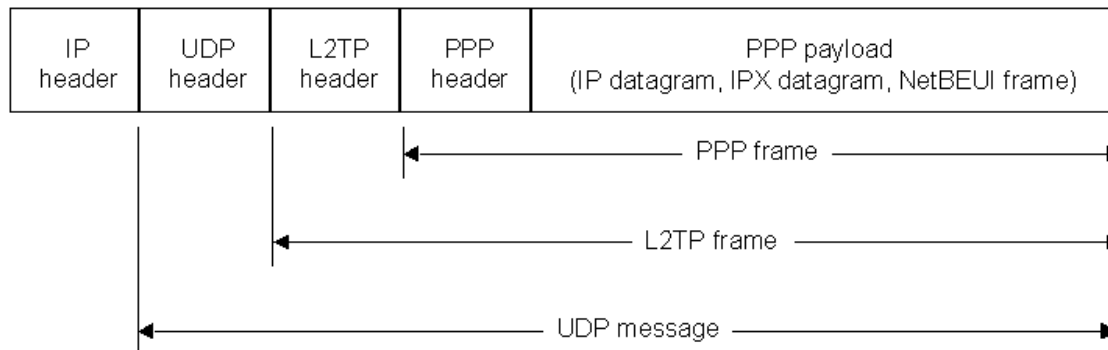 IP header
UDP header
L2TP header
PPP header
PPP payload
(IP datagram, IPX datagram, NetBEUI frame)
PPP frame
L2TP frame
UDP message